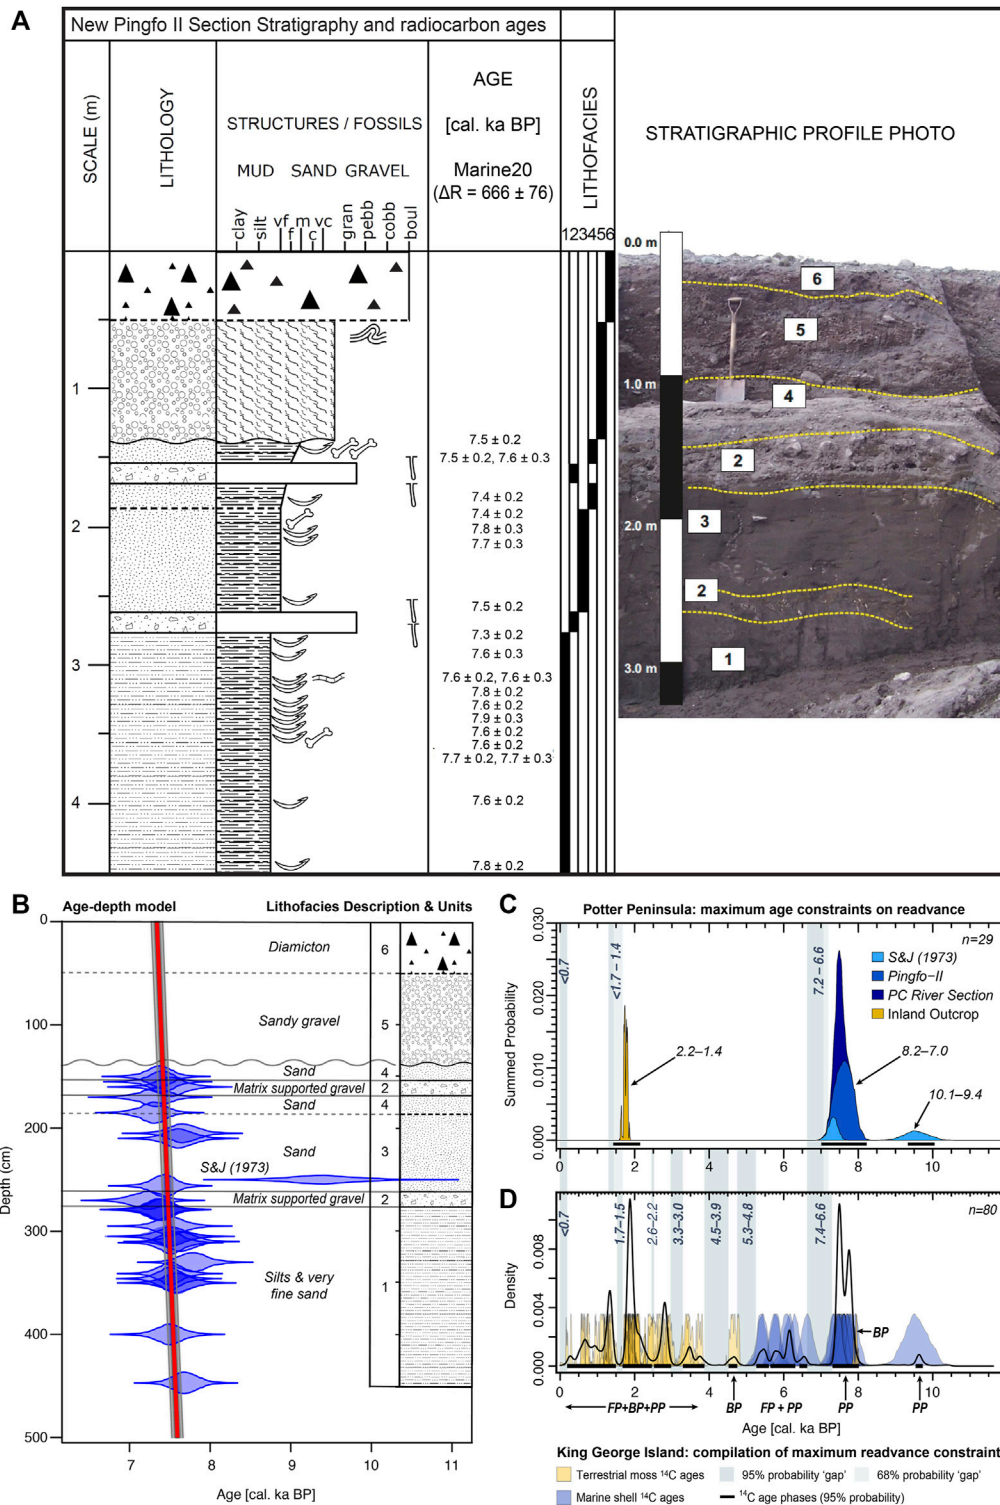 A
New Pingfo II Section Stratigraphy and radiocarbon ages
SCALE (m)
LITHOLOGY
STRUCTURES / FOSSILS
MUD SAND GRAVEL
clay
silt
vf
f
m
c
vc
gran
pebb
cobb
boul
AGE
[cal. ka BP]
Marine20
(ΔR = 666 ± 76)
LITHOFACIES
123456
STRATIGRAPHIC PROFILE PHOTO
1
2
3
4
7.5 ± 0.2
7.5 ± 0.2, 7.6 ± 0.3
7.4 ± 0.2
7.4 ± 0.2
7.8 ± 0.3
7.7 ± 0.3
7.5 ± 0.2
7.3 ± 0.2
7.6 ± 0.3
7.6 ± 0.2, 7.6 ± 0.3
7.8 ± 0.2
7.6 ± 0.2
7.9 ± 0.3
7.6 ± 0.2
7.6 ± 0.2
7.7 ± 0.2, 7.7 ± 0.3
7.6 ± 0.2
7.8 ± 0.2
0.0 m
1.0 m
2.0 m
3.0 m
6
5
4
2
3
2
1
B
Age-depth model
Lithofacies Description & Units
0
100
200
300
400
500
Depth (cm)
Diamicton
6
Sandy gravel
5
Sand
4
Matrix supported gravel
2
Sand
4
Sand
3
S&J (1973)
Matrix supported gravel
2
Silts & very
fine sand
1
7 8 9 10 11
Age [cal. ka BP]
C
Potter Peninsula: maximum age constraints on readvance
0.030
0.020
0.010
0.000
Summed Probability
<0.7
<1.7 – 1.4
7.2 – 6.6
n=29
S&J (1973)
Pingfo–II
PC River Section
Inland Outcrop
2.2–1.4
8.2–7.0
10.1–9.4
0 2 4 6 8 10
D
0.008
0.004
0.000
Density
<0.7
1.7–1.5
2.6–2.2
3.3–3.0
4.5–3.9
5.3–4.8
7.4–6.6
n=80
BP
0 2 4 6 8 10
FP+BP+PP
BP
FP + PP
PP
PP
Age [cal. ka BP]
King George Island: compilation of maximum readvance constraint
Terrestrial moss ¹⁴C ages
95% probability 'gap'
68% probability 'gap'
Marine shell ¹⁴C ages
¹⁴C age phases (95% probability)